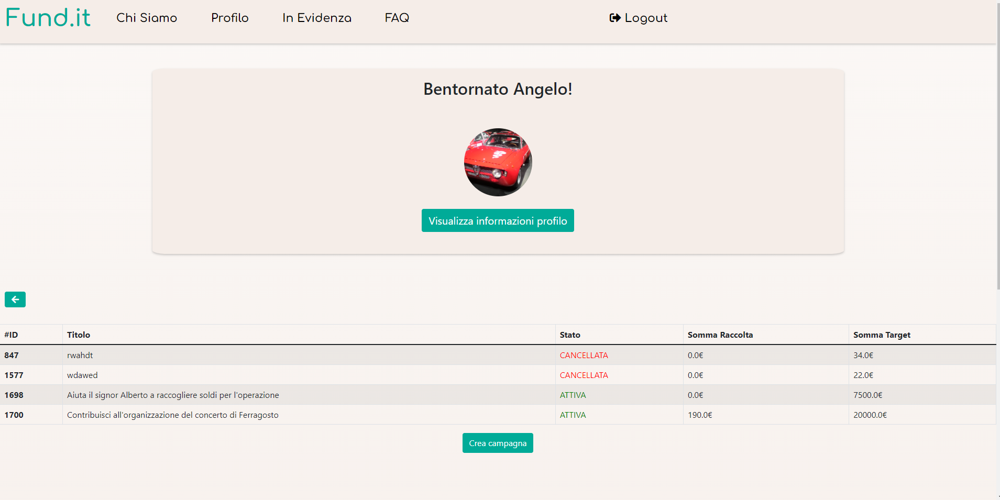 Fund.it Chi Siamo Profilo In Evidenza FAQ Logout
Bentornato Angelo!
Visualizza informazioni profilo
#ID Titolo Stato Somma Raccolta Somma Target
847 rwahdt CANCELLATA 0.0€ 34.0€
1577 wdawed CANCELLATA 0.0€ 22.0€
1698 Aiuta il signor Alberto a raccogliere soldi per l'operazione ATTIVA 0.0€ 7500.0€
1700 Contribuisci all'organizzazione del concerto di Ferragosto ATTIVA 190.0€ 20000.0€
Crea campagna